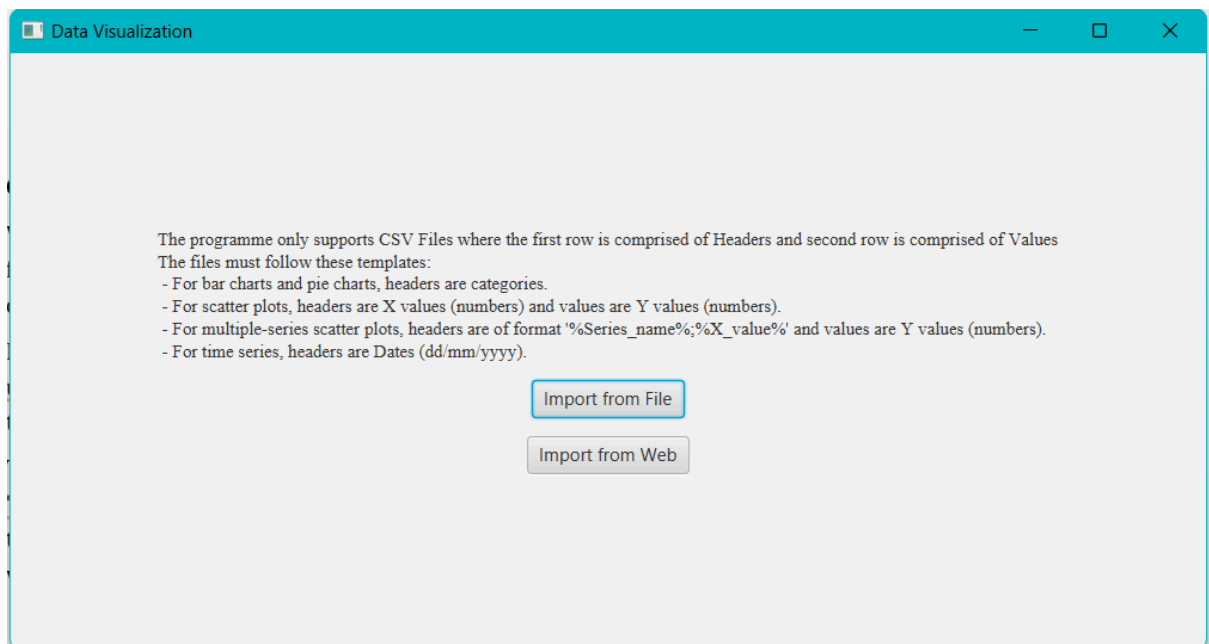 Data Visualization
The programme only supports CSV Files where the first row is comprised of Headers and second row is comprised of Values
The files must follow these templates:
- For bar charts and pie charts, headers are categories.
- For scatter plots, headers are X values (numbers) and values are Y values (numbers).
- For multiple-series scatter plots, headers are of format '%Series_name%;%X_value%' and values are Y values (numbers).
- For time series, headers are Dates (dd/mm/yyyy).
Import from File
Import from Web